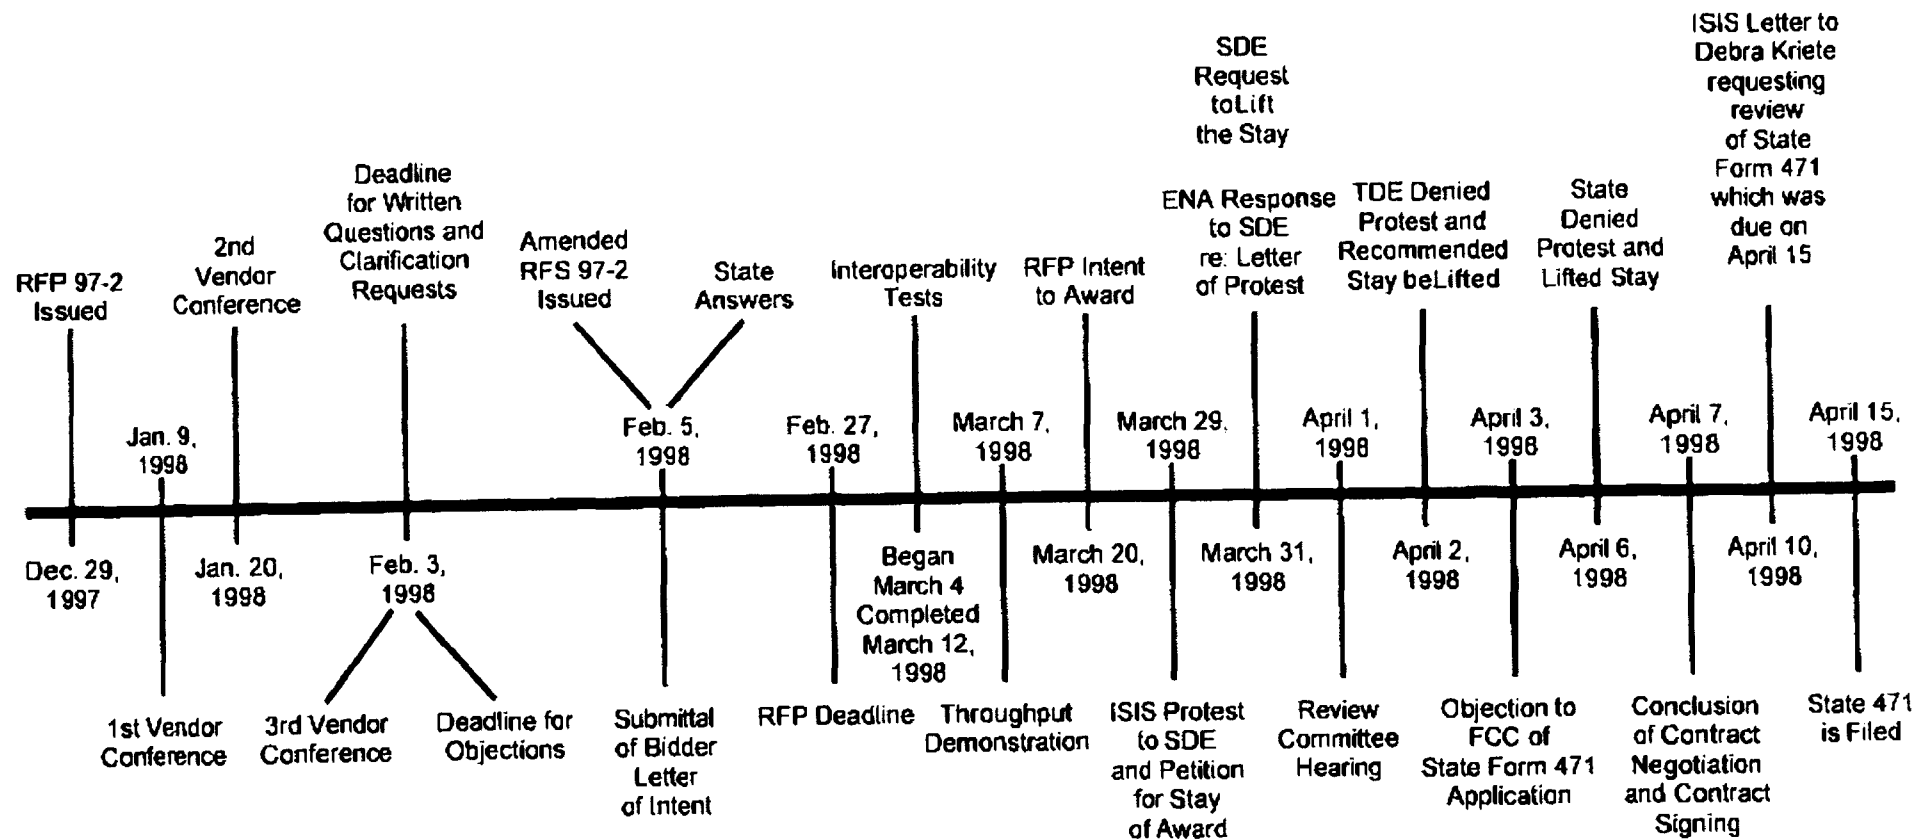 RFP 97-2
Issued
Dec. 29,
1997
Jan. 9,
1998
1st Vendor
Conference
2nd
Vendor
Conference
Jan. 20,
1998
Deadline
for Written
Questions and
Clarification
Requests
Feb. 3,
1998
3rd Vendor
Conference
Deadline for
Objections
Amended
RFS 97-2
Issued
State
Answers
Feb. 5,
1998
Submittal
of Bidder
Letter
of Intent
Feb. 27,
1998
RFP Deadline
Interoperability
Tests
Began
March 4
Completed
March 12,
1998
March 7,
1998
Throughput
Demonstration
RFP Intent
to Award
March 20,
1998
March 29,
1998
ISIS Protest
to SDE
and Petition
for Stay
of Award
SDE
Request
toLift
the Stay
ENA Response
to SDE
re: Letter
of Protest
March 31,
1998
April 1,
1998
Review
Committee
Hearing
TDE Denied
Protest and
Recommended
Stay beLifted
April 2,
1998
April 3,
1998
Objection to
FCC of
State Form 471
Application
State
Denied
Protest and
Lifted Stay
April 6,
1998
April 7,
1998
Conclusion
of Contract
Negotiation
and Contract
Signing
ISIS Letter to
Debra Kriete
requesting
review
of State
Form 471
which was
due on
April 15
April 10,
1998
April 15,
1998
State 471
is Filed